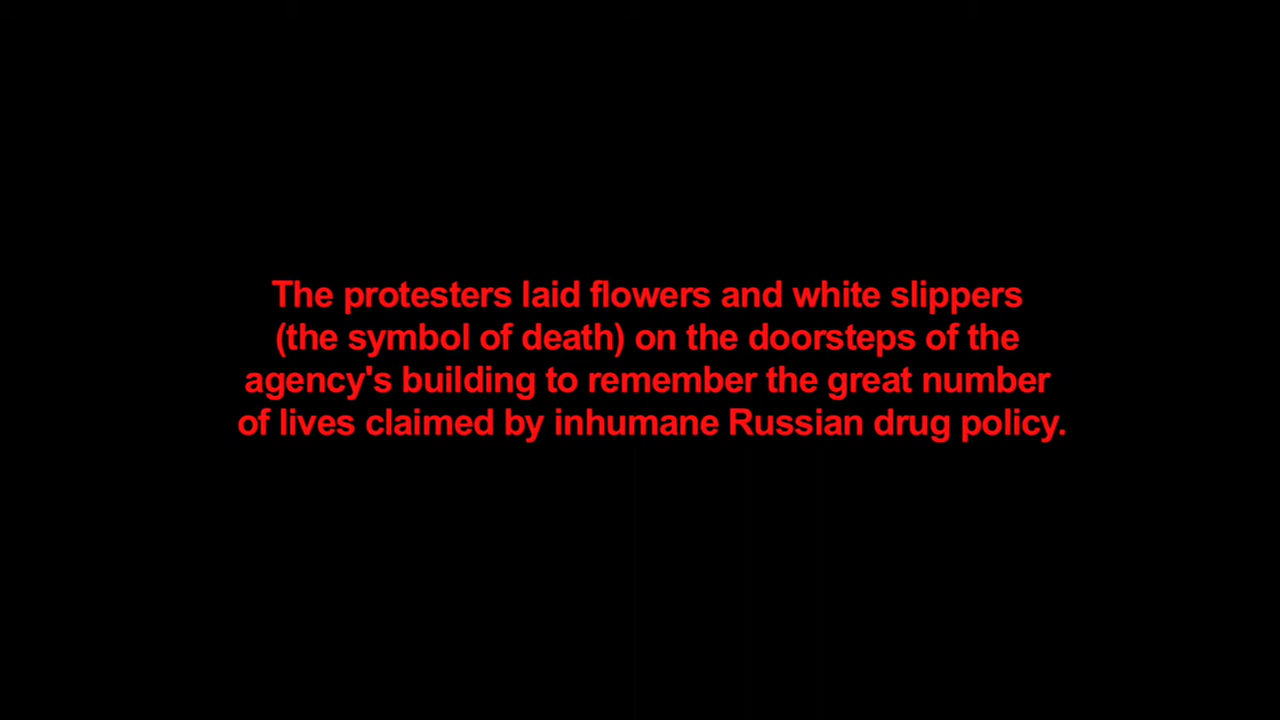 The protesters laid flowers and white slippers
(the symbol of death) on the doorsteps of the
agency's building to remember the great number
of lives claimed by inhumane Russian drug policy.